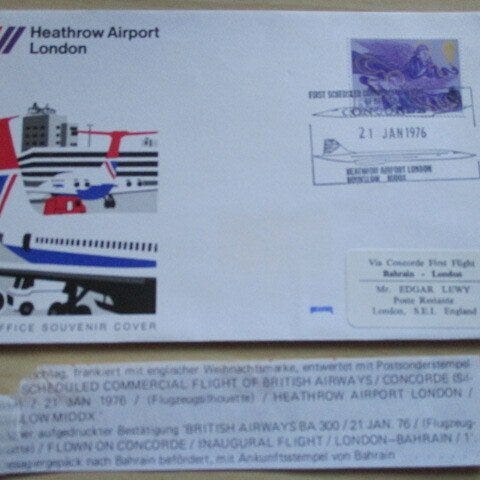 Heathrow Airport
London
FIRST SCHEDULED
CONCORDE
21 JAN 1976
HEATHROW AIRPORT LONDON
HOUNSLOW MIDDX
Via Concorde First Flight
Bahrain - London
Mr. EDGAR LEWY
Poste Restante
London, S.E.1. England
OFFICE SOUVENIR COVER
schlag, frankiert mit englischer Weihnachtsmarke, entwertet mit Postsonderstempel
SCHEDULED COMMERCIAL FLIGHT OF BRITISH AIRWAYS / CONCORDE (Sil-
/ 21 JAN 1976 / (Flugzeugsilhouette) / HEATHROW AIRPORT LONDON /
LOW MIDDX."
aufgedruckter Bestätigung "BRITISH AIRWAYS BA 300 / 21 JAN. 76 / (Flugzeug-
/ FLOWN ON CONCORDE / INAUGURAL FLIGHT / LONDON–BAHRAIN / 1'.
gepäck nach Bahrain befördert, mit Ankunftsstempel von Bahrain